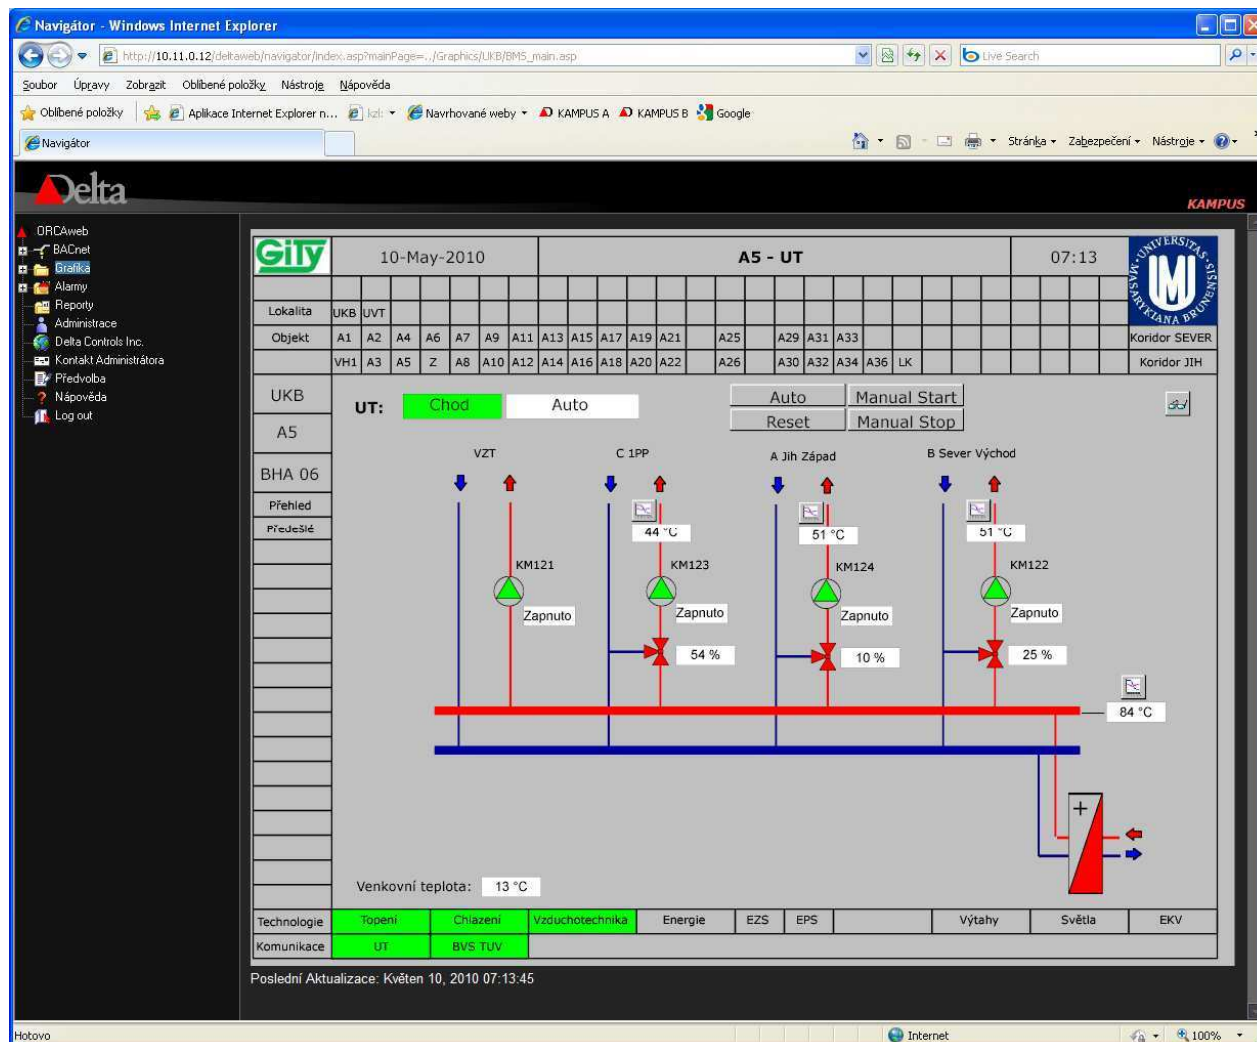 Navigátor - Windows Internet Explorer
http://10.11.0.12/deltaweb/navigator/index.asp?mainPage=../Graphics/UKB/BMS_main.asp
Live Search
Soubor Úpravy Zobrazit Oblíbené položky Nástroje Nápověda
Oblíbené položky Aplikace Internet Explorer n... Navrhované weby KAMPUS A KAMPUS B Google
Navigátor
Stránka Zabezpečení Nástroje
Delta
KAMPUS
ORCAweb
BACnet
Grafika
Alarmy
Reporty
Administrace
Delta Controls Inc.
Kontakt Administrátora
Předvolba
Nápověda
Log out
GiTy 10-May-2010 A5 - UT 07:13
UNIVERSITAS MASARYKIANA BRUNENSIS
Lokalita UKB UVT
Objekt A1 A2 A4 A6 A7 A9 A11 A13 A15 A17 A19 A21 A25 A29 A31 A33 Koridor SEVER
VH1 A3 A5 Z A8 A10 A12 A14 A16 A18 A20 A22 A26 A30 A32 A34 A36 LK Koridor JIH
UKB
A5
BHA 06
Přehled
Předešlé
UT: Chod Auto
Auto Manual Start
Reset Manual Stop
VZT C 1PP A Jih Západ B Sever Východ
44 °C 51 °C 51 °C
KM121 KM123 KM124 KM122
Zapnuto Zapnuto Zapnuto Zapnuto
54 % 10 % 25 %
84 °C
+
Venkovní teplota: 13 °C
Technologie Topení Chlazení Vzduchotechnika Energie EZS EPS Výtahy Světla EKV
Komunikace UT BVS TUV
Poslední Aktualizace: Květen 10, 2010 07:13:45
Hotovo Internet 100%